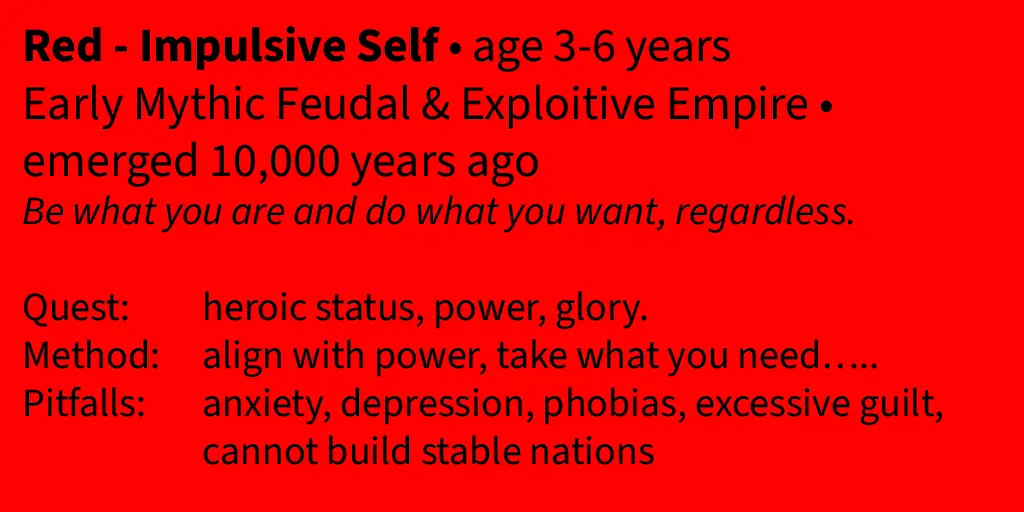 Red - Impulsive Self • age 3-6 years
Early Mythic Feudal & Exploitive Empire •
emerged 10,000 years ago
Be what you are and do what you want, regardless.
Quest: heroic status, power, glory.
Method: align with power, take what you need…..
Pitfalls: anxiety, depression, phobias, excessive guilt,
cannot build stable nations